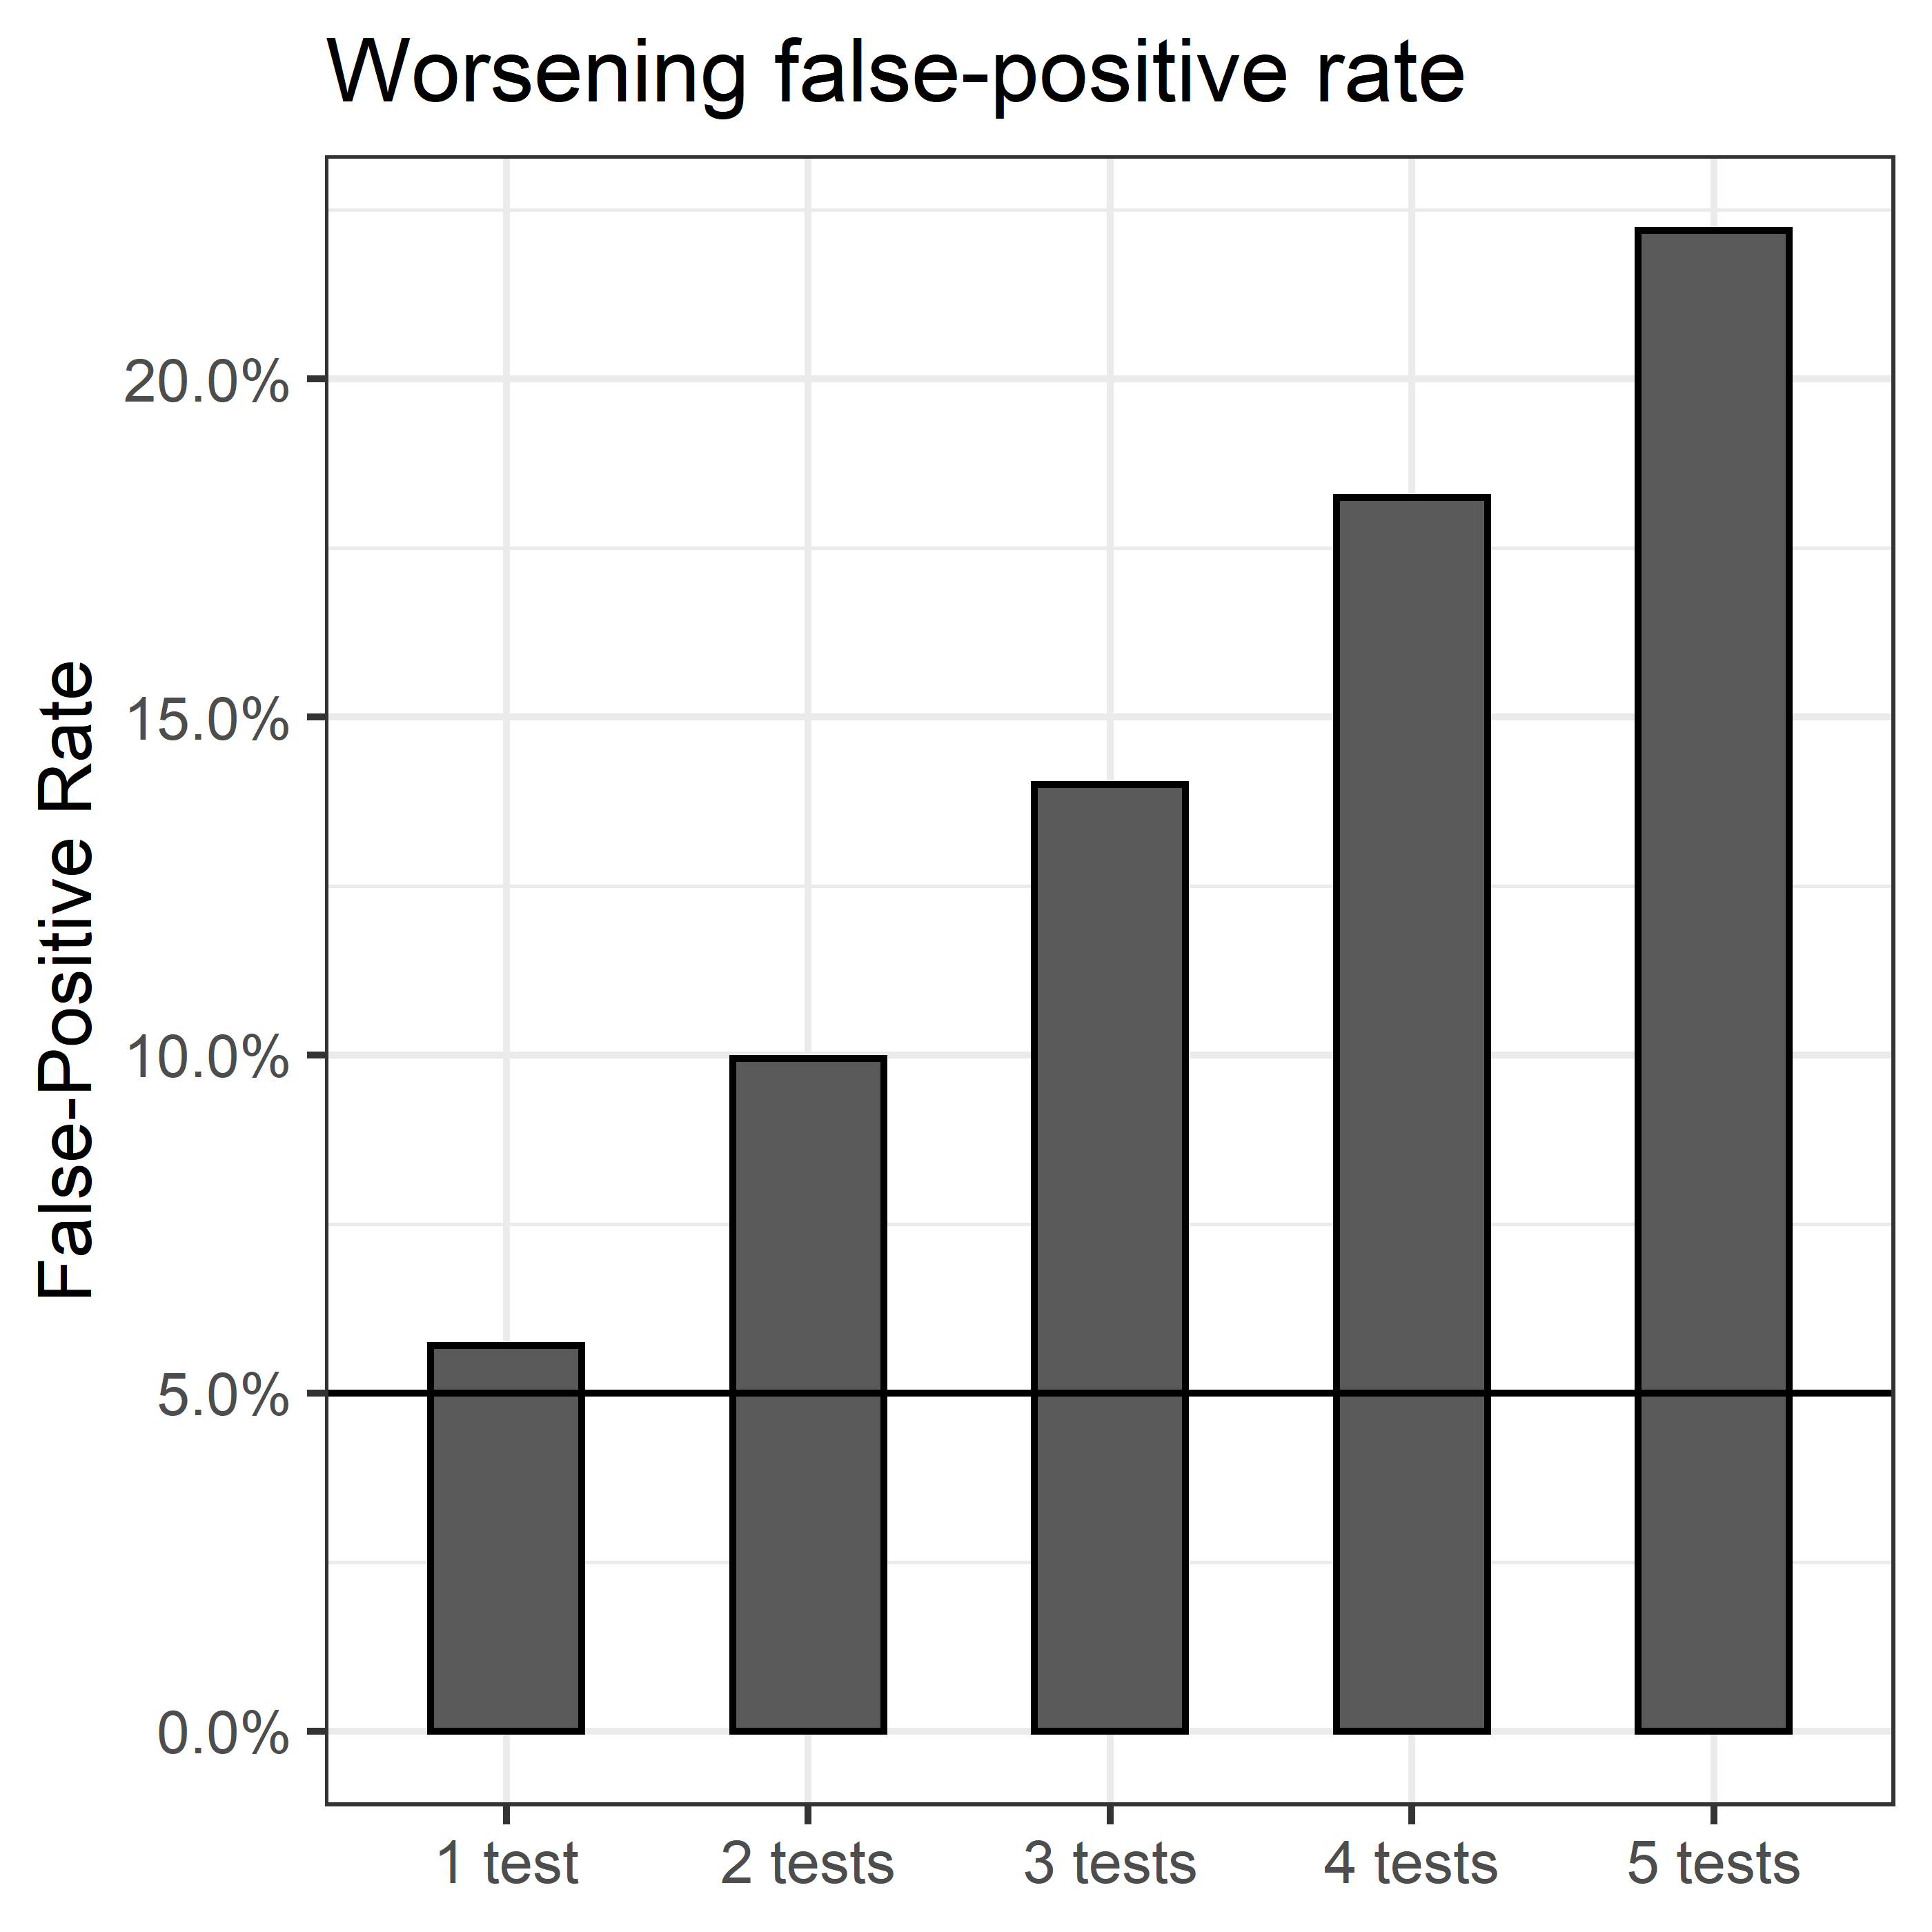 Worsening false-positive rate
False-Positive Rate
20.0%
15.0%
10.0%
5.0%
0.0%
1 test
2 tests
3 tests
4 tests
5 tests